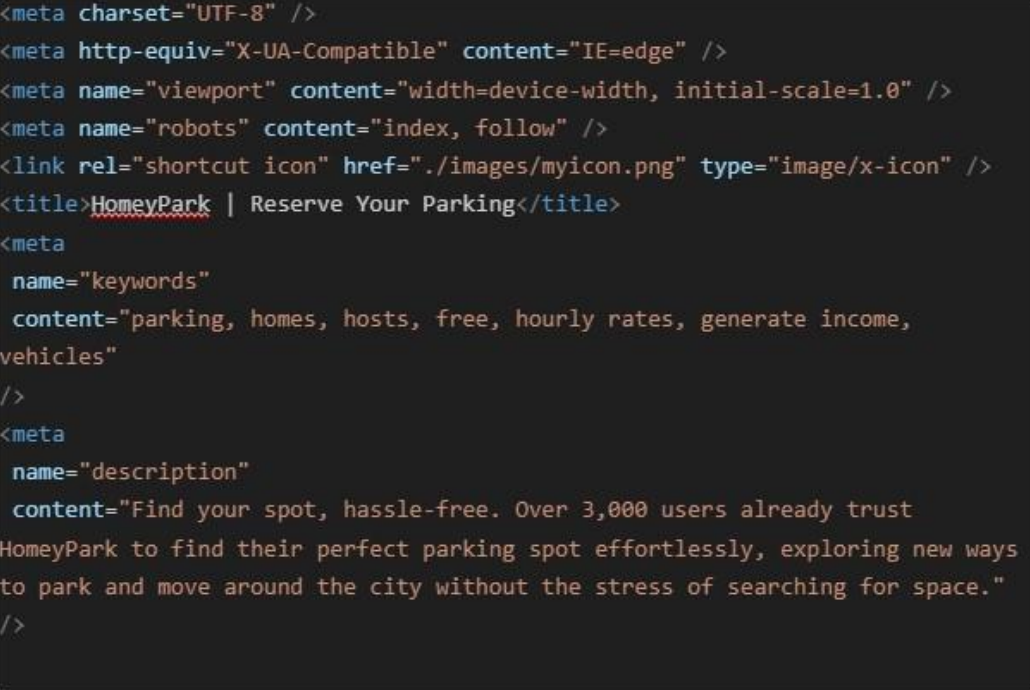 <meta charset="UTF-8" />
<meta http-equiv="X-UA-Compatible" content="IE=edge" />
<meta name="viewport" content="width=device-width, initial-scale=1.0" />
<meta name="robots" content="index, follow" />
<link rel="shortcut icon" href="./images/myicon.png" type="image/x-icon" />
<title>HomeyPark | Reserve Your Parking</title>
<meta
 name="keywords"
 content="parking, homes, hosts, free, hourly rates, generate income,
vehicles"
/>
<meta
 name="description"
 content="Find your spot, hassle-free. Over 3,000 users already trust
HomeyPark to find their perfect parking spot effortlessly, exploring new ways
to park and move around the city without the stress of searching for space."
/>